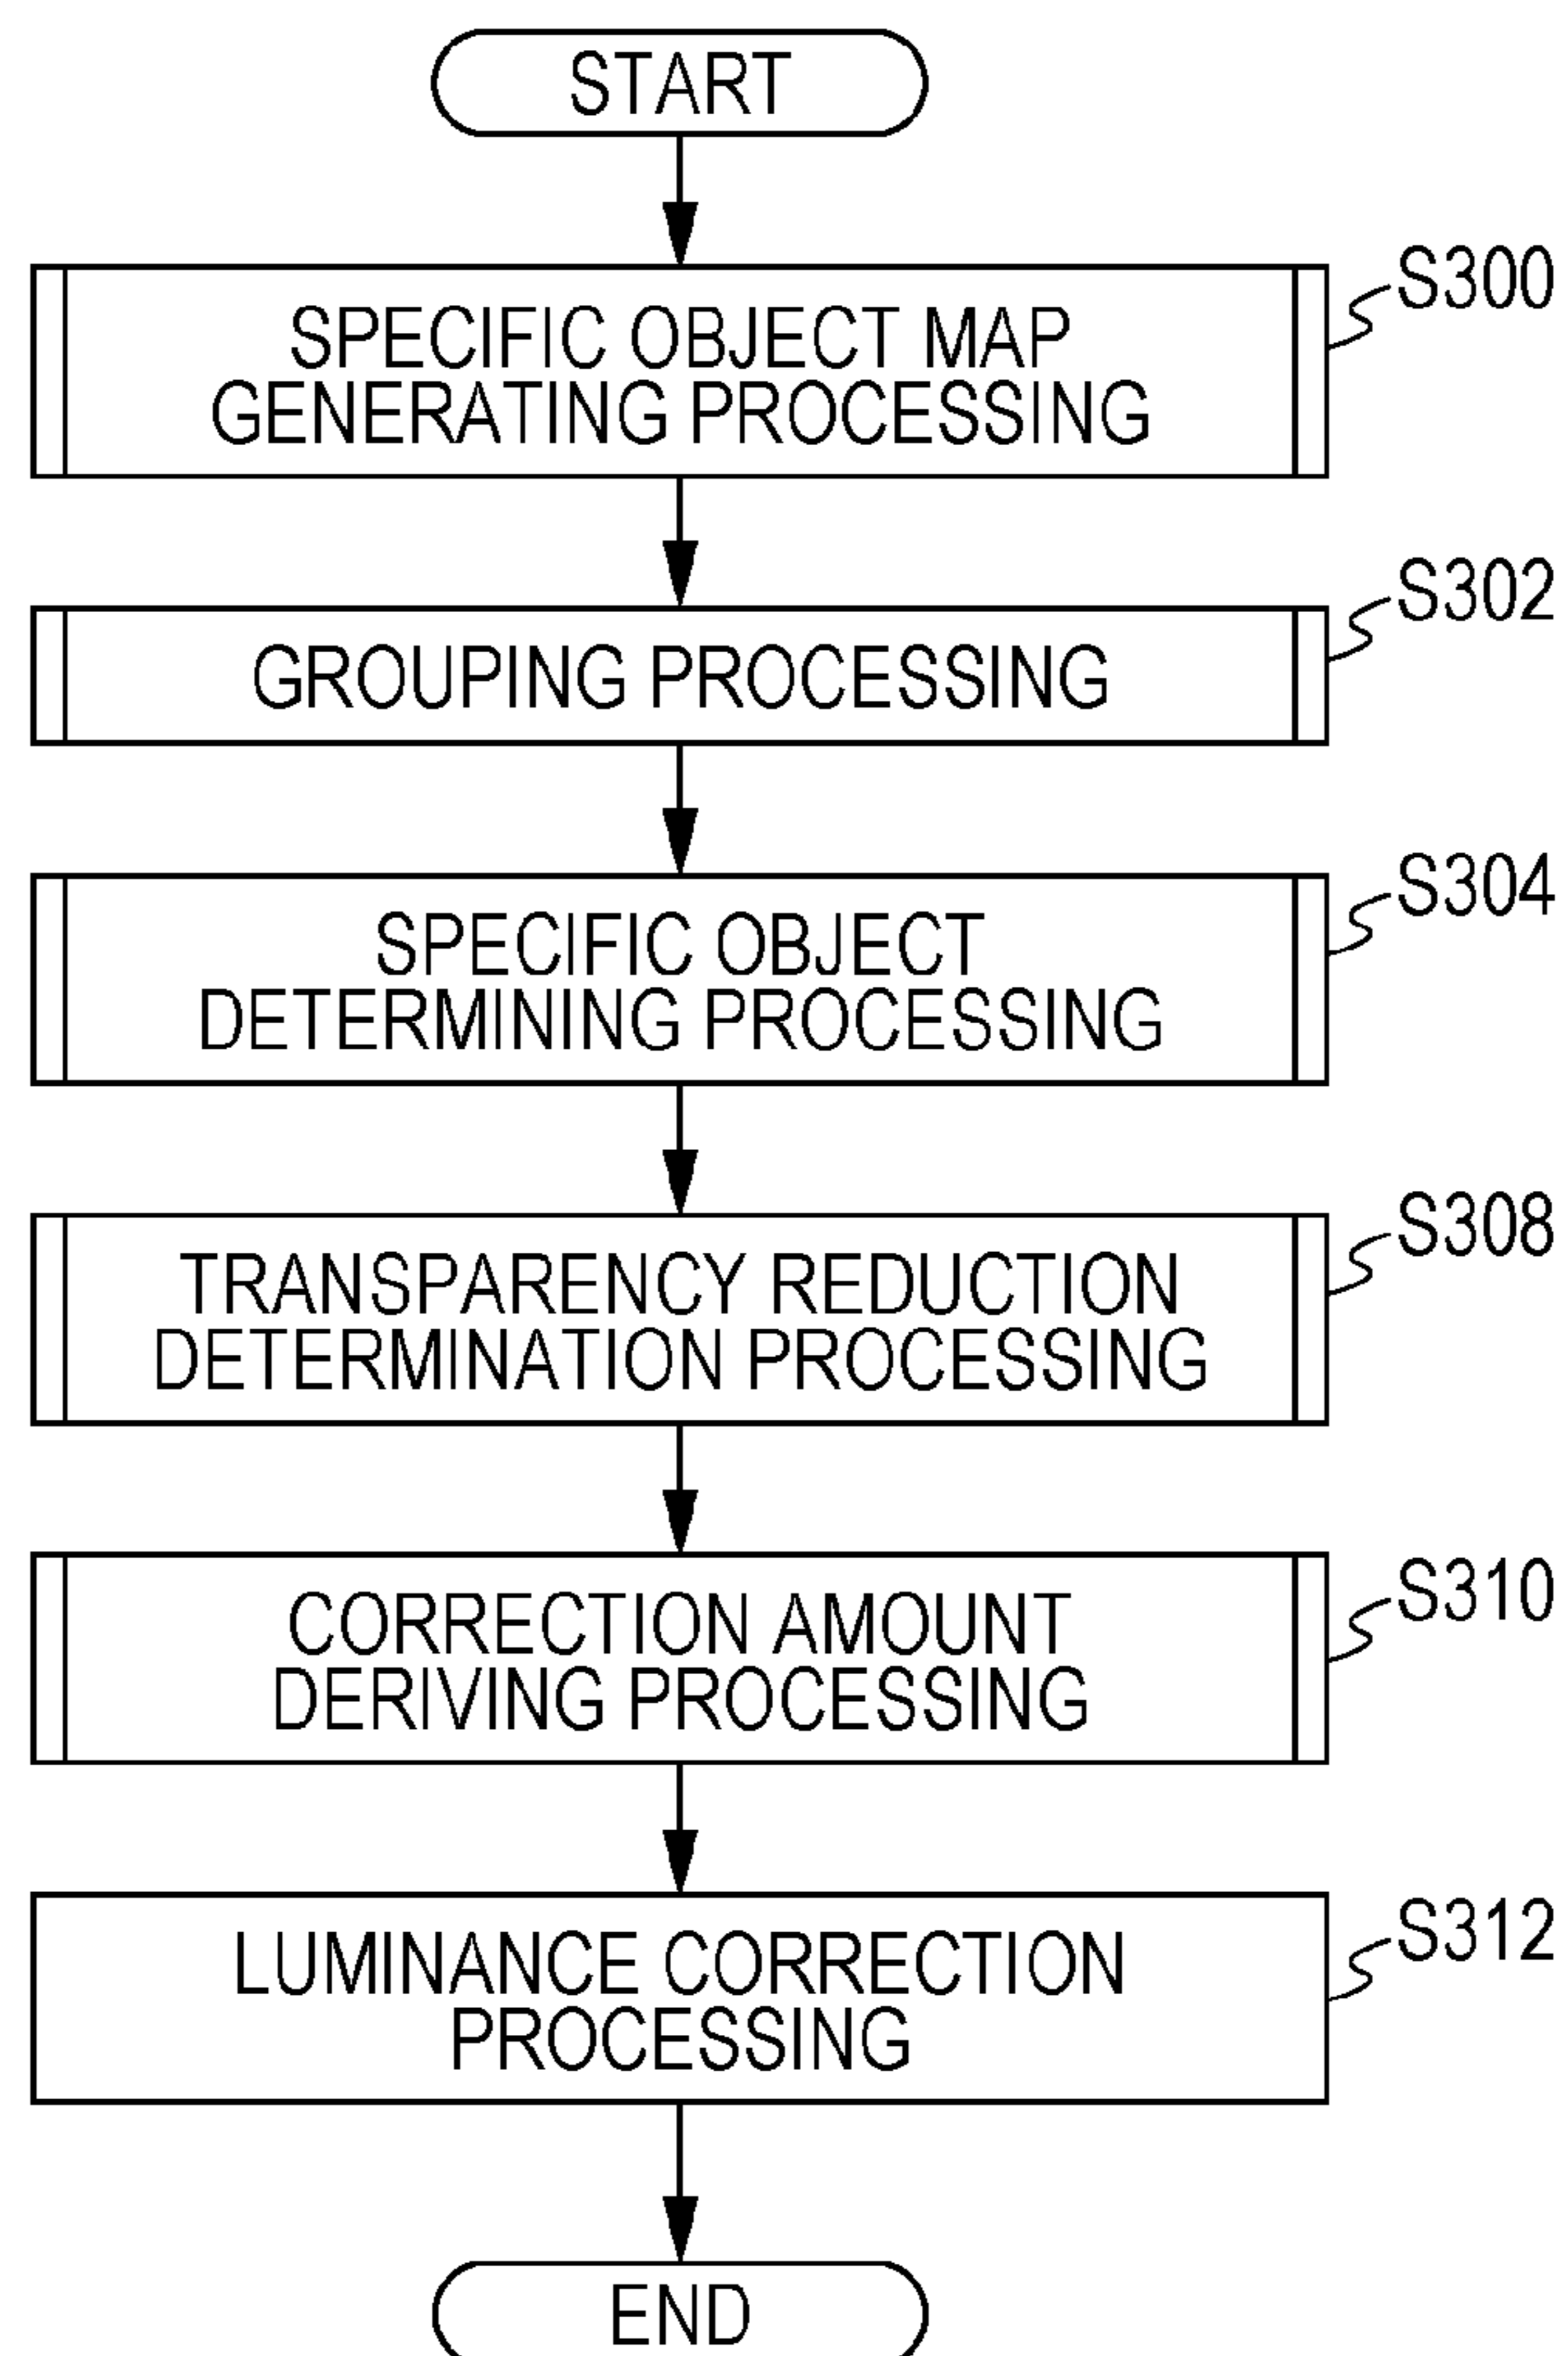 START
S300
SPECIFIC OBJECT MAP
GENERATING PROCESSING
S302
GROUPING PROCESSING
S304
SPECIFIC OBJECT
DETERMINING PROCESSING
S308
TRANSPARENCY REDUCTION
DETERMINATION PROCESSING
S310
CORRECTION AMOUNT
DERIVING PROCESSING
S312
LUMINANCE CORRECTION
PROCESSING
END